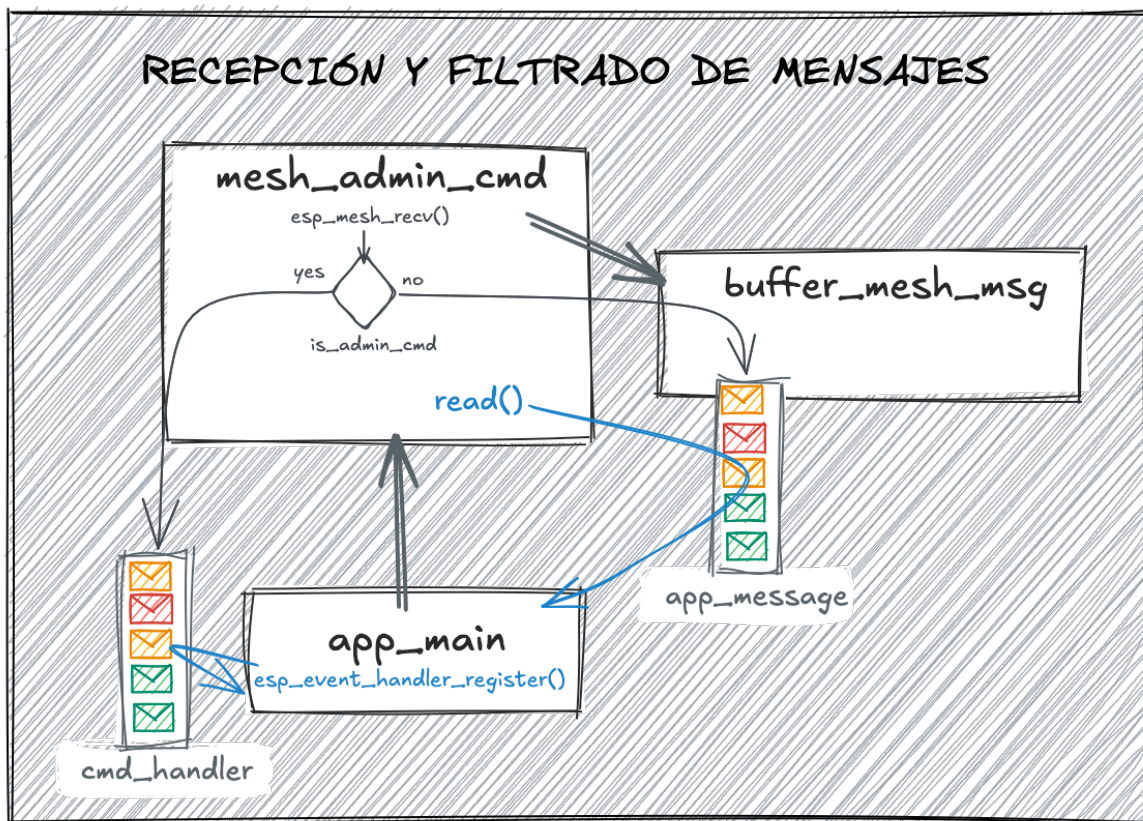 RECEPCIÓN Y FILTRADO DE MENSAJES
mesh_admin_cmd
esp_mesh_recv()
yes
no
is_admin_cmd
read()
buffer_mesh_msg
app_message
app_main
esp_event_handler_register()
cmd_handler